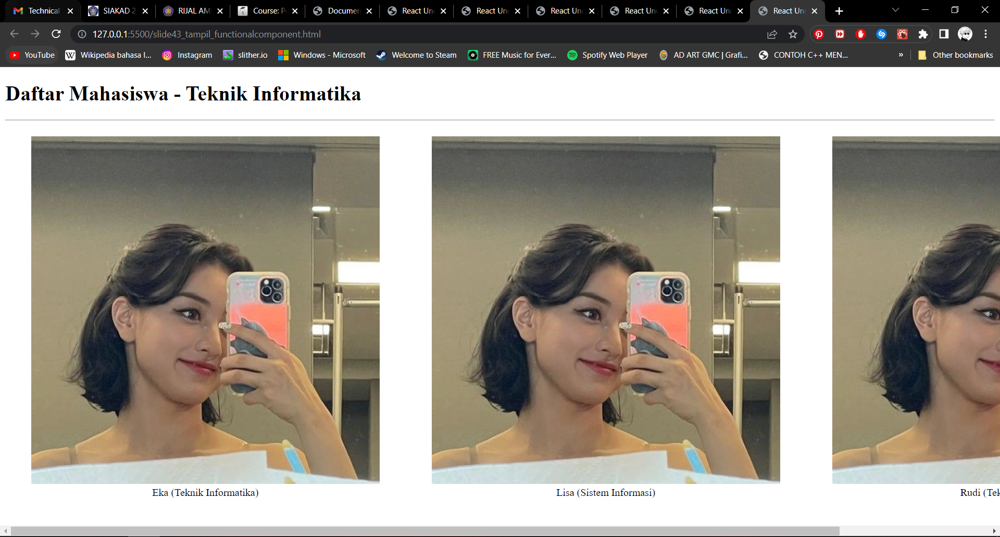 Technical SIAKAD 2 RIJAL AM Course: P Documen React Un React Un React Un React Un React Un React Un
127.0.0.1:5500/slide43_tampil_functionalcomponent.html
YouTube Wikipedia bahasa I... Instagram slither.io Windows - Microsoft Welcome to Steam FREE Music for Ever... Spotify Web Player AD ART GMC | Grafi... CONTOH C++ MEN... » Other bookmarks
Daftar Mahasiswa - Teknik Informatika
Eka (Teknik Informatika) Lisa (Sistem Informasi) Rudi (Tek